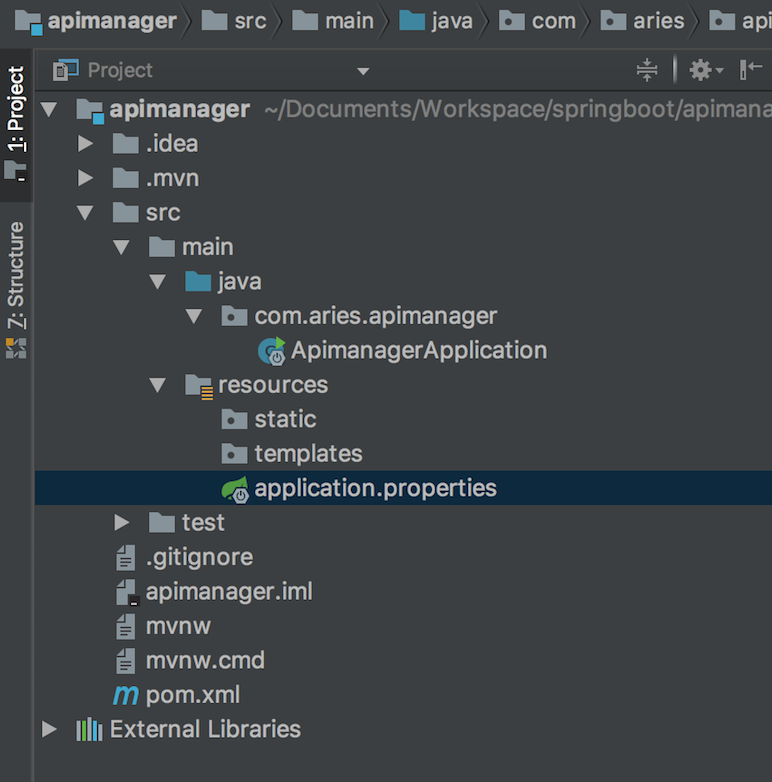 apimanager src main java com aries api
Project
1: Project
Z: Structure
apimanager ~/Documents/Workspace/springboot/apimana
.idea
.mvn
src
main
java
com.aries.apimanager
ApimanagerApplication
resources
static
templates
application.properties
test
.gitignore
apimanager.iml
mvnw
mvnw.cmd
pom.xml
External Libraries